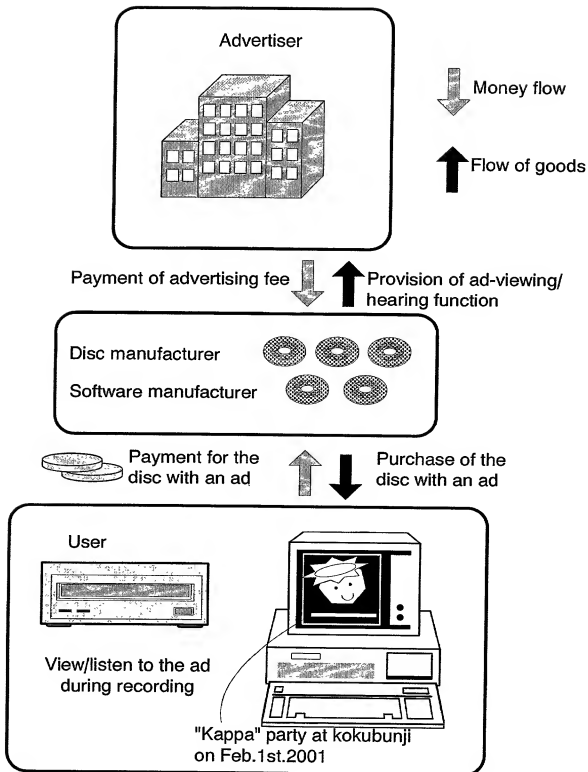 Advertiser
Money flow
Flow of goods
Payment of advertising fee
Provision of ad-viewing/
hearing function
Disc manufacturer
Software manufacturer
Payment for the
disc with an ad
Purchase of the
disc with an ad
User
View/listen to the ad
during recording
"Kappa" party at kokubunji
on Feb.1st.2001